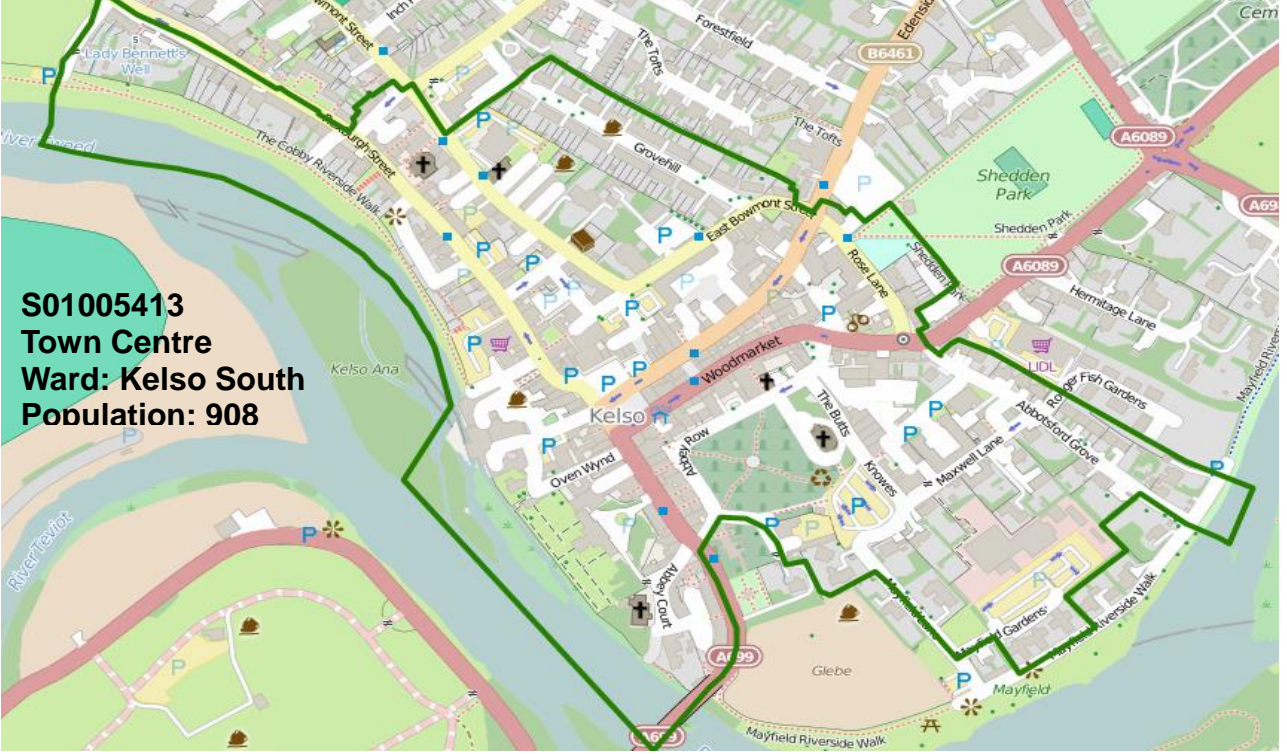 Bowmont Street
Forestfield
Cem
Lady Bennett's
Well
The Tofts
B6461
A6089
The Tofts
Roxburgh Street
The Cobby Riverside Walk
Grovehill
Shedden
Park
A69
East Bowmont Street
Shedden Park
Rose Lane
Shedden Park
A6089
Hermitage Lane
S01005413
Town Centre
Ward: Kelso South
Population: 908
Kelso Ana
Woodmarket
LIDL
Rodger Fish Gardens
Mayfield River
Kelso
The Butts
Abbotsford Grove
Abbey Row
Maxwell Lane
Oven Wynd
Knowes
River Teviot
Abbey Court
Mayfield Gardens
Mayfield Riverside Walk
A699
Glebe
Mayfield
A699
Mayfield Riverside Walk